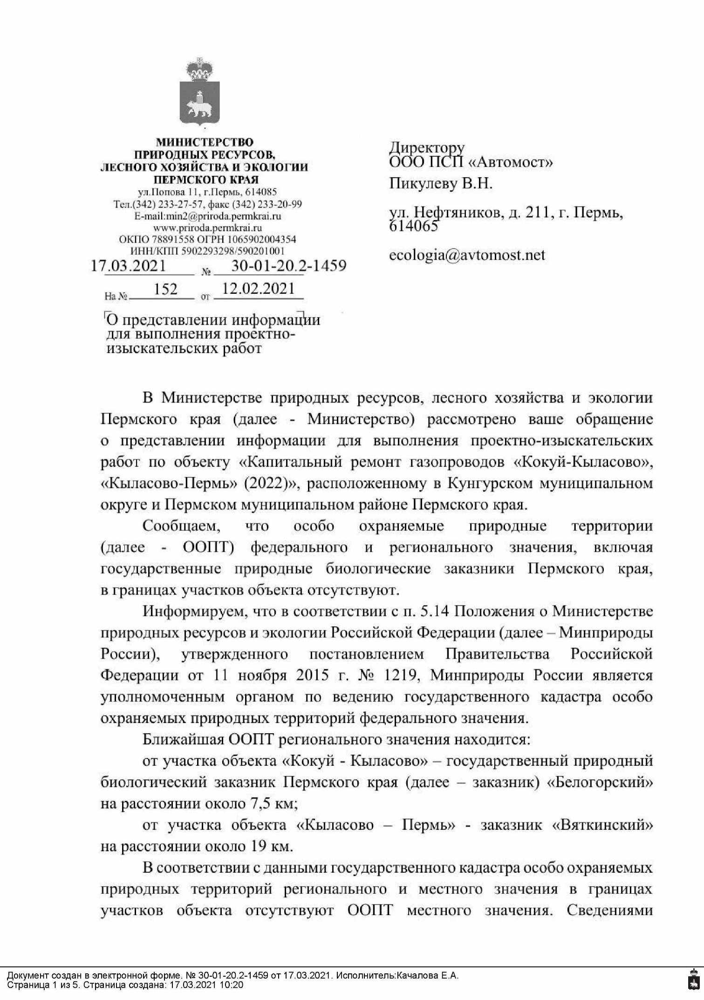 МИНИСТЕРСТВО
ПРИРОДНЫХ РЕСУРСОВ,
ЛЕСНОГО ХОЗЯЙСТВА И ЭКОЛОГИИ
ПЕРМСКОГО КРАЯ
ул.Попова 11, г.Пермь, 614085
Тел.(342) 233-27-57, факс (342) 233-20-99
E-mail:min2@priroda.permkrai.ru
www.priroda.permkrai.ru
ОКПО 78891558 ОГРН 1065902004354
ИНН/КПП 5902293298/590201001
17.03.2021 № 30-01-20.2-1459
На № 152 от 12.02.2021
О представлении информации
для выполнения проектно-
изыскательских работ
Директору
ООО ПСП «Автомост»
Пикулеву В.Н.
ул. Нефтяников, д. 211, г. Пермь,
614065
ecologia@avtomost.net
В Министерстве природных ресурсов, лесного хозяйства и экологии
Пермского края (далее - Министерство) рассмотрено ваше обращение
о представлении информации для выполнения проектно-изыскательских
работ по объекту «Капитальный ремонт газопроводов «Кокуй-Кыласово»,
«Кыласово-Пермь» (2022)», расположенному в Кунгурском муниципальном
округе и Пермском муниципальном районе Пермского края.
Сообщаем, что особо охраняемые природные территории
(далее - ООПТ) федерального и регионального значения, включая
государственные природные биологические заказники Пермского края,
в границах участков объекта отсутствуют.
Информируем, что в соответствии с п. 5.14 Положения о Министерстве
природных ресурсов и экологии Российской Федерации (далее – Минприроды
России), утвержденного постановлением Правительства Российской
Федерации от 11 ноября 2015 г. № 1219, Минприроды России является
уполномоченным органом по ведению государственного кадастра особо
охраняемых природных территорий федерального значения.
Ближайшая ООПТ регионального значения находится:
от участка объекта «Кокуй - Кыласово» – государственный природный
биологический заказник Пермского края (далее – заказник) «Белогорский»
на расстоянии около 7,5 км;
от участка объекта «Кыласово – Пермь» - заказник «Вяткинский»
на расстоянии около 19 км.
В соответствии с данными государственного кадастра особо охраняемых
природных территорий регионального и местного значения в границах
участков объекта отсутствуют ООПТ местного значения. Сведениями
Документ создан в электронной форме. № 30-01-20.2-1459 от 17.03.2021. Исполнитель:Качалова Е.А.
Страница 1 из 5. Страница создана: 17.03.2021 10:20